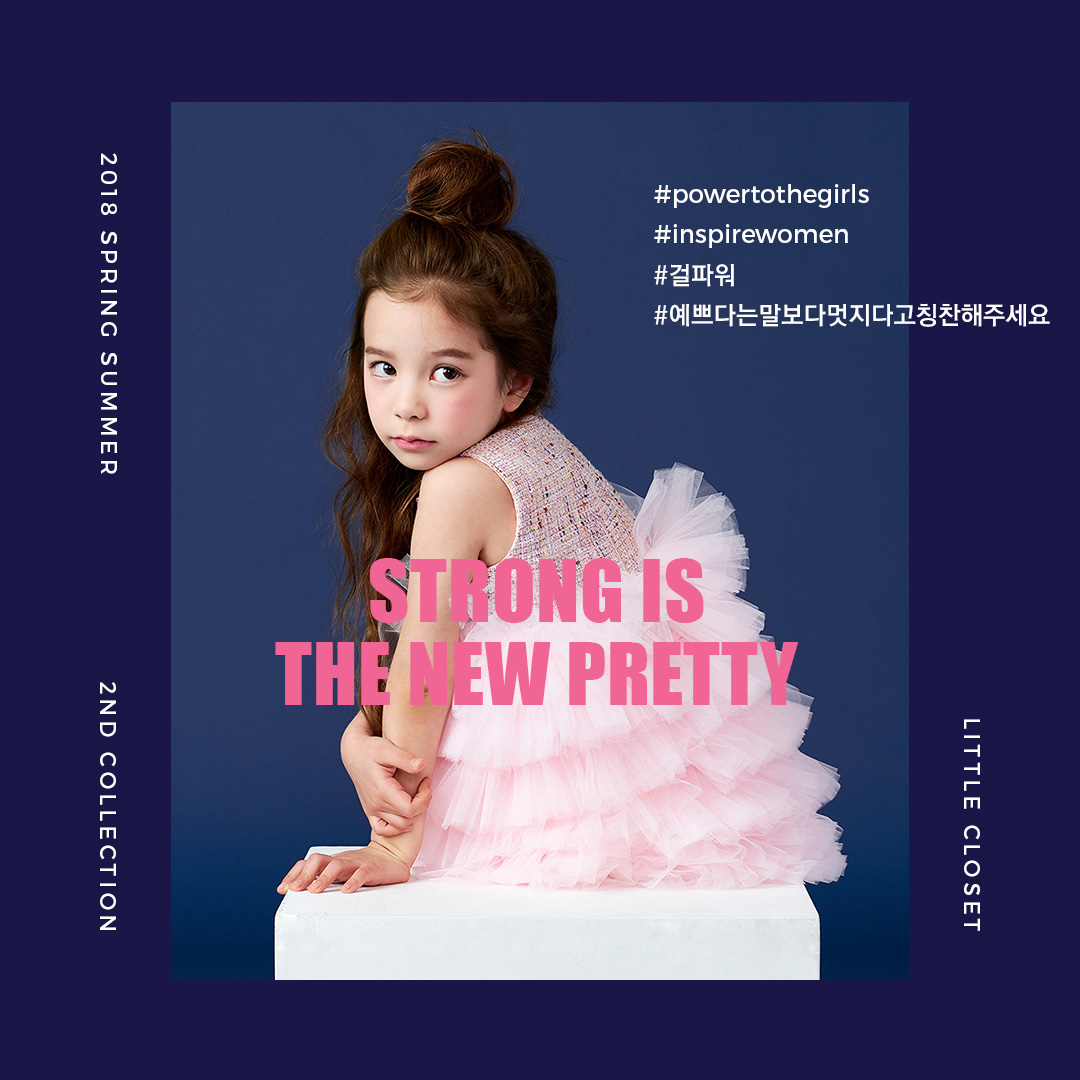 2018 SPRING SUMMER
#powertothegirls
#inspirewomen
#걸파워
#예쁘다는말보다멋지다고칭찬해주세요
STRONG IS
THE NEW PRETTY
2ND COLLECTION
LITTLE CLOSET